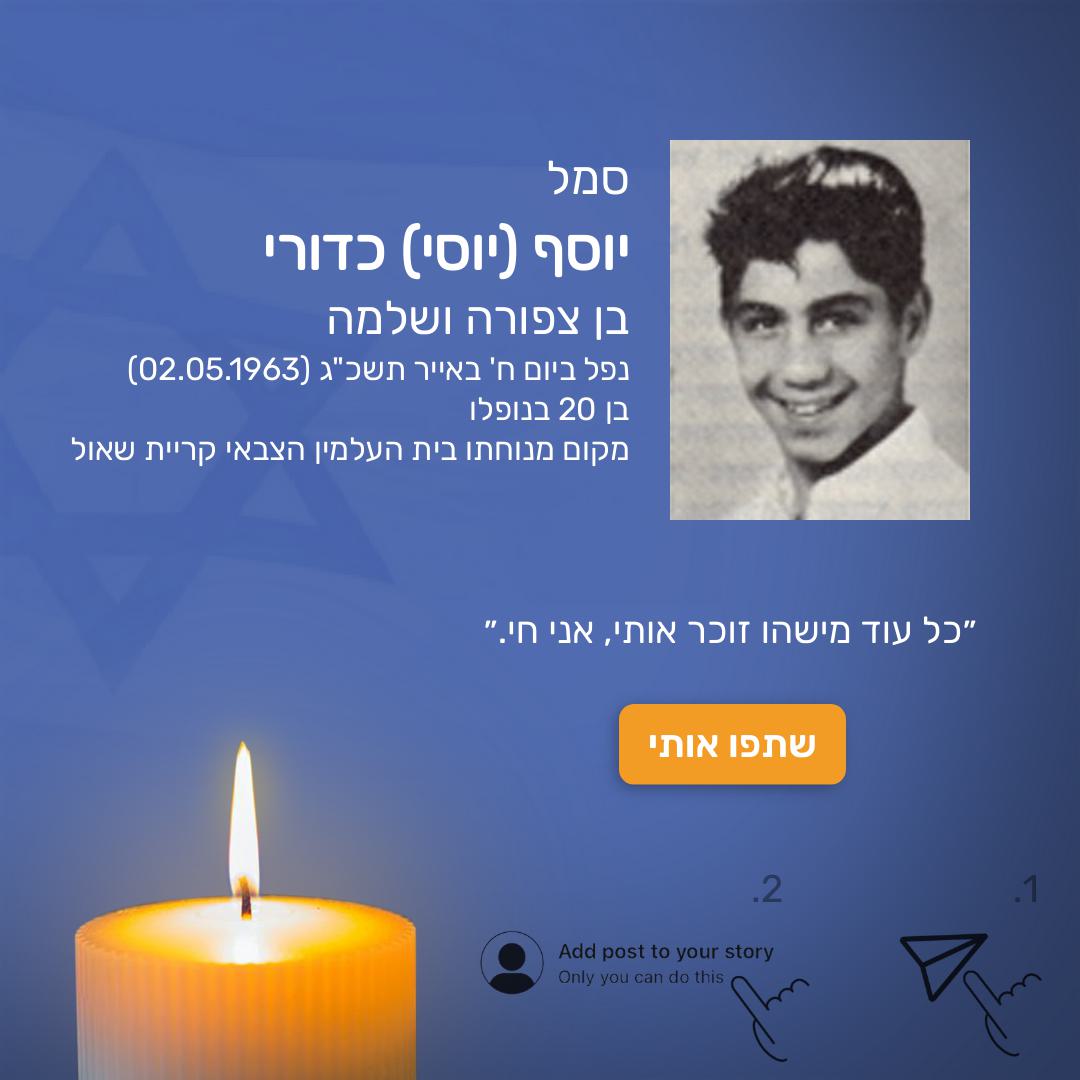 סמל
יוסף (יוסי) כדורי
בן צפורה ושלמה
נפל ביום ח' באייר תשכ"ג (02.05.1963)
בן 20 בנופלו
מקום מנוחתו בית העלמין הצבאי קריית שאול
״כל עוד מישהו זוכר אותי, אני חי.״
שתפו אותי
1.
2.
Add post to your story
Only you can do this